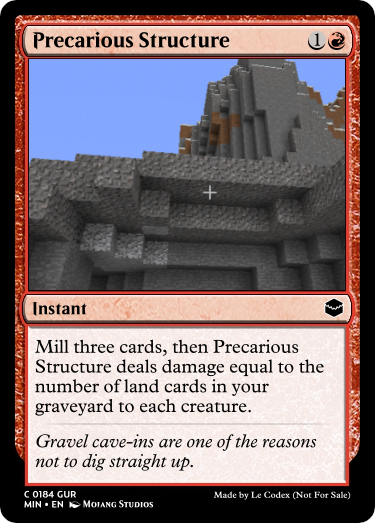 Precarious Structure 1
Instant
Mill three cards, then Precarious
Structure deals damage equal to the
number of land cards in your
graveyard to each creature.
Gravel cave-ins are one of the reasons
not to dig straight up.
C 0184 GUR
MIN • EN Mojang Studios
Made by Le Codex (Not For Sale)